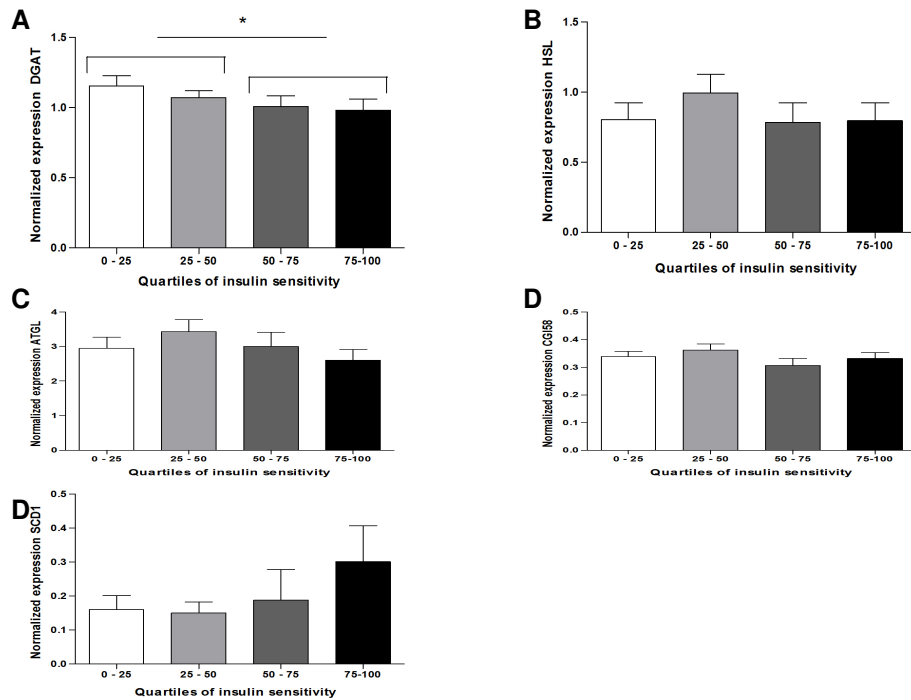 A
*
Normalized expression DGAT
1.5
1.0
0.5
0.0
0 - 25
25 - 50
50 - 75
75-100
Quartiles of insulin sensitivity
B
Normalized expression HSL
1.5
1.0
0.5
0.0
0 - 25
25 - 50
50 - 75
75-100
Quartiles of insulin sensitivity
C
Normalized expression ATGL
4
3
2
1
0
0 - 25
25 - 50
50 - 75
75-100
Quartiles of insulin sensitivity
D
Normalized expression CGI58
0.5
0.4
0.3
0.2
0.1
0.0
0 - 25
25 - 50
50 - 75
75-100
Quartiles of insulin sensitivity
D
Normalized expression SCD1
0.5
0.4
0.3
0.2
0.1
0.0
0 - 25
25 - 50
50 - 75
75-100
Quartiles of insulin sensitivity